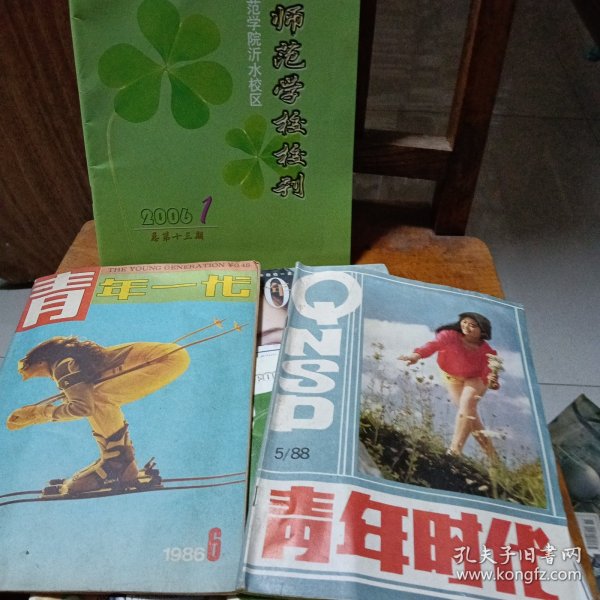 师范学校校刊
范学院沂水校区
2006 1
总第十三期
THE YOUNG GENERATION ¥0.45
青年一代
1986 6
QNSD
5/88
青年时代
孔夫子旧书网
www.kongfz.com